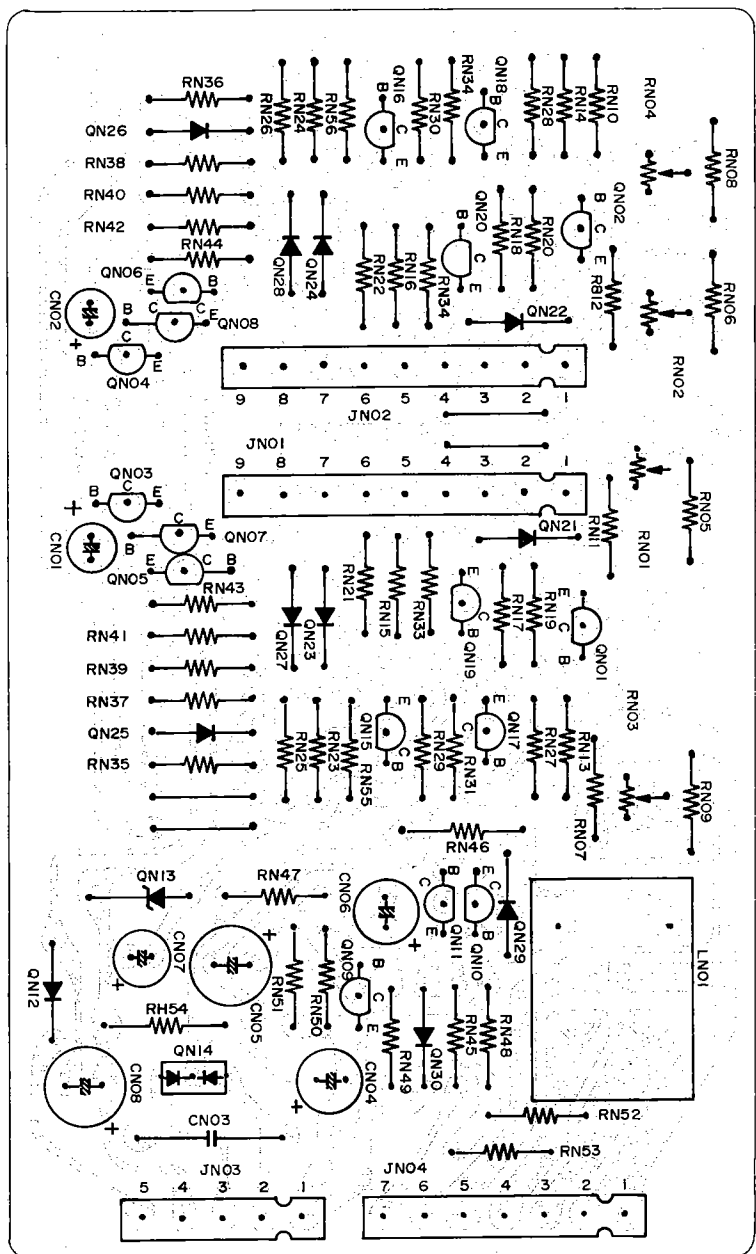 RN36
QN26
RN38
RN40
RN42
RN44
RN26
RN24
RN56
QN16
B
C
E
RN30
RN34
QN18
B
C
E
RN28
RN14
RN10
RN04
RN08
QN28
QN24
RN22
RN16
RN34
QN20
B
C
E
RN18
RN20
QN02
B
C
E
R812
RN06
RN02
QN22
QN06
E
B
C
CN02
+
B
C
E
QN08
B
E
QN04
9 8 7 6 5 4 3 2 1
JN02
JN01
9 8 7 6 5 4 3 2 1
QN03
+
B
C
E
CN01
B
C
E
QN07
QN05
E
C
B
RN43
RN41
RN39
RN37
QN25
RN35
QN21
RN11
RN01
RN05
RN21
RN15
RN33
QN27
QN23
E
C
B
QN19
RN17
RN19
E
C
B
QN01
RN03
RN25
RN23
RN55
QN15
E
C
B
RN29
RN31
QN17
E
C
B
RN27
RN13
RN07
RN09
RN46
QN13
RN47
CN06
+
B
C
E
QN11
E
C
B
QN10
QN29
LN01
QN12
CN07
+
CN05
+
RN51
RN50
QN09
B
C
E
RH54
QN14
CN08
+
CN04
+
RN49
QN30
RN45
RN48
CN03
RN52
RN53
JN03
5 4 3 2 1
JN04
7 6 5 4 3 2 1